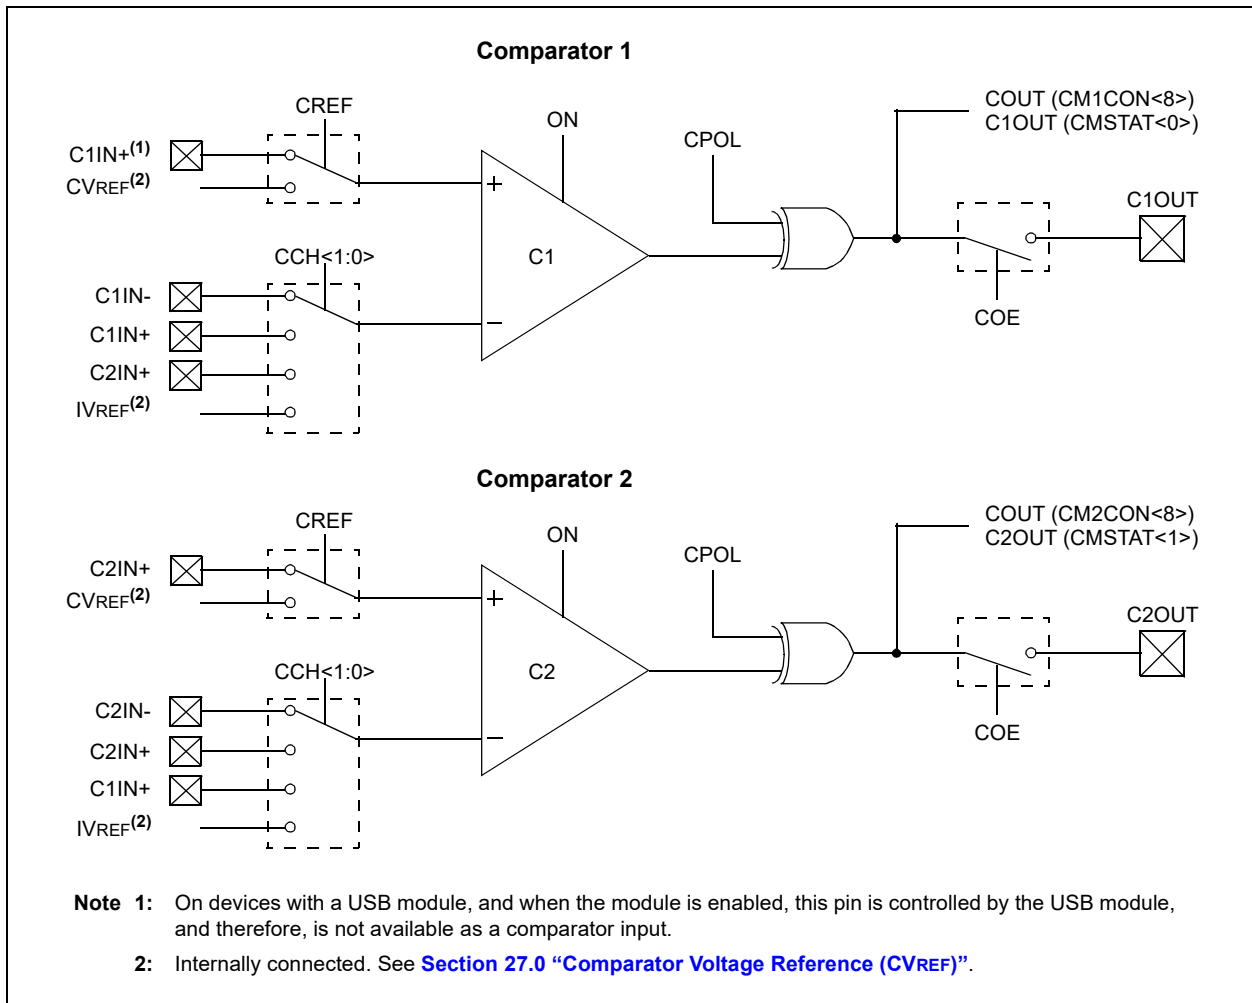 Comparator 1
CREF
ON
COUT (CM1CON<8>)
C1OUT (CMSTAT<0>)
CPOL
C1IN+(1)
CVREF(2)
C1OUT
+
C1
CCH<1:0>
C1IN-
C1IN+
C2IN+
IVREF(2)
–
COE
Comparator 2
CREF
ON
COUT (CM2CON<8>)
C2OUT (CMSTAT<1>)
CPOL
C2IN+
CVREF(2)
C2OUT
+
C2
CCH<1:0>
C2IN-
C2IN+
C1IN+
IVREF(2)
–
COE
Note 1: On devices with a USB module, and when the module is enabled, this pin is controlled by the USB module,
and therefore, is not available as a comparator input.
2: Internally connected. See Section 27.0 “Comparator Voltage Reference (CVREF)”.